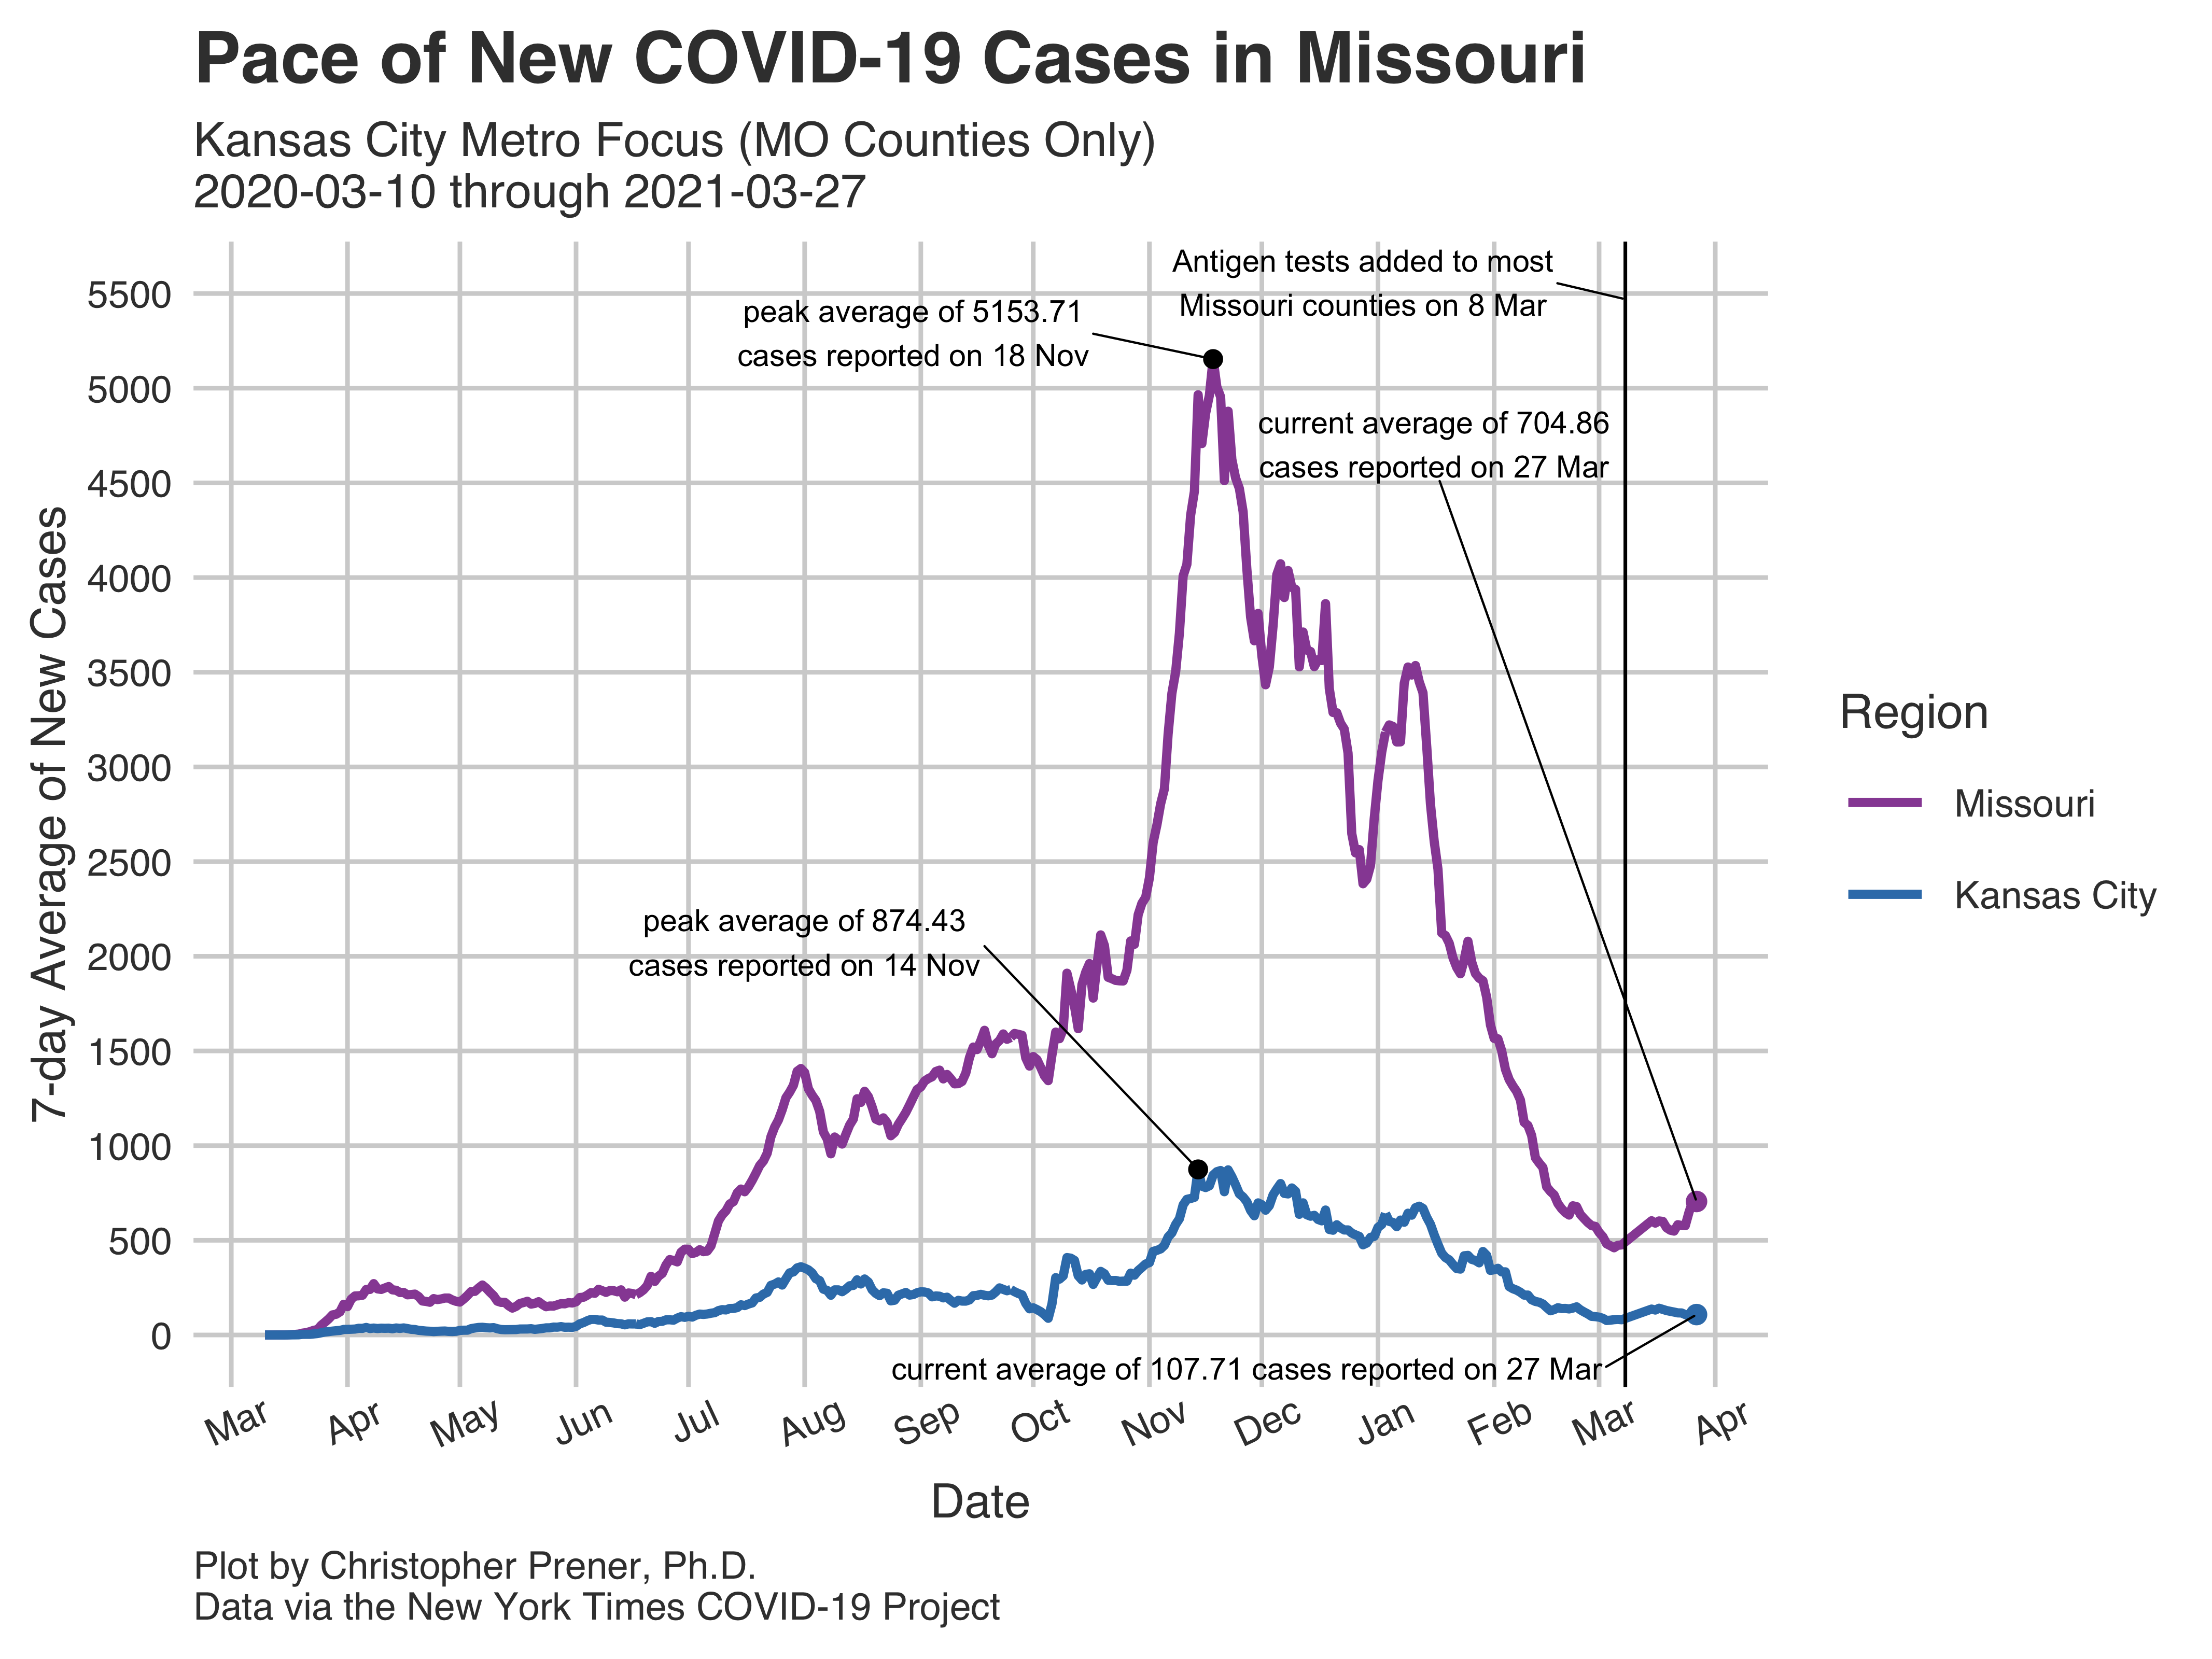 Pace of New COVID-19 Cases in Missouri
Kansas City Metro Focus (MO Counties Only)
2020-03-10 through 2021-03-27
Antigen tests added to most
Missouri counties on 8 Mar
peak average of 5153.71
cases reported on 18 Nov
current average of 704.86
cases reported on 27 Mar
peak average of 874.43
cases reported on 14 Nov
current average of 107.71 cases reported on 27 Mar
7-day Average of New Cases
5500
5000
4500
4000
3500
3000
2500
2000
1500
1000
500
0
Mar
Apr
May
Jun
Jul
Aug
Sep
Oct
Nov
Dec
Jan
Feb
Mar
Apr
Date
Region
Missouri
Kansas City
Plot by Christopher Prener, Ph.D.
Data via the New York Times COVID-19 Project